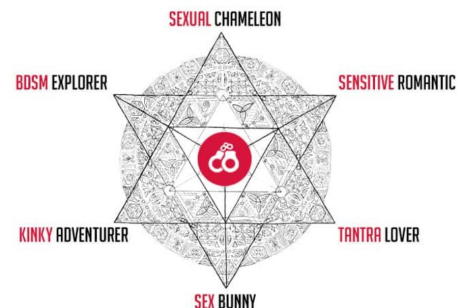 SEXUAL CHAMELEON
BDSM EXPLORER
SENSITIVE ROMANTIC
KINKY ADVENTURER
TANTRA LOVER
SEX BUNNY